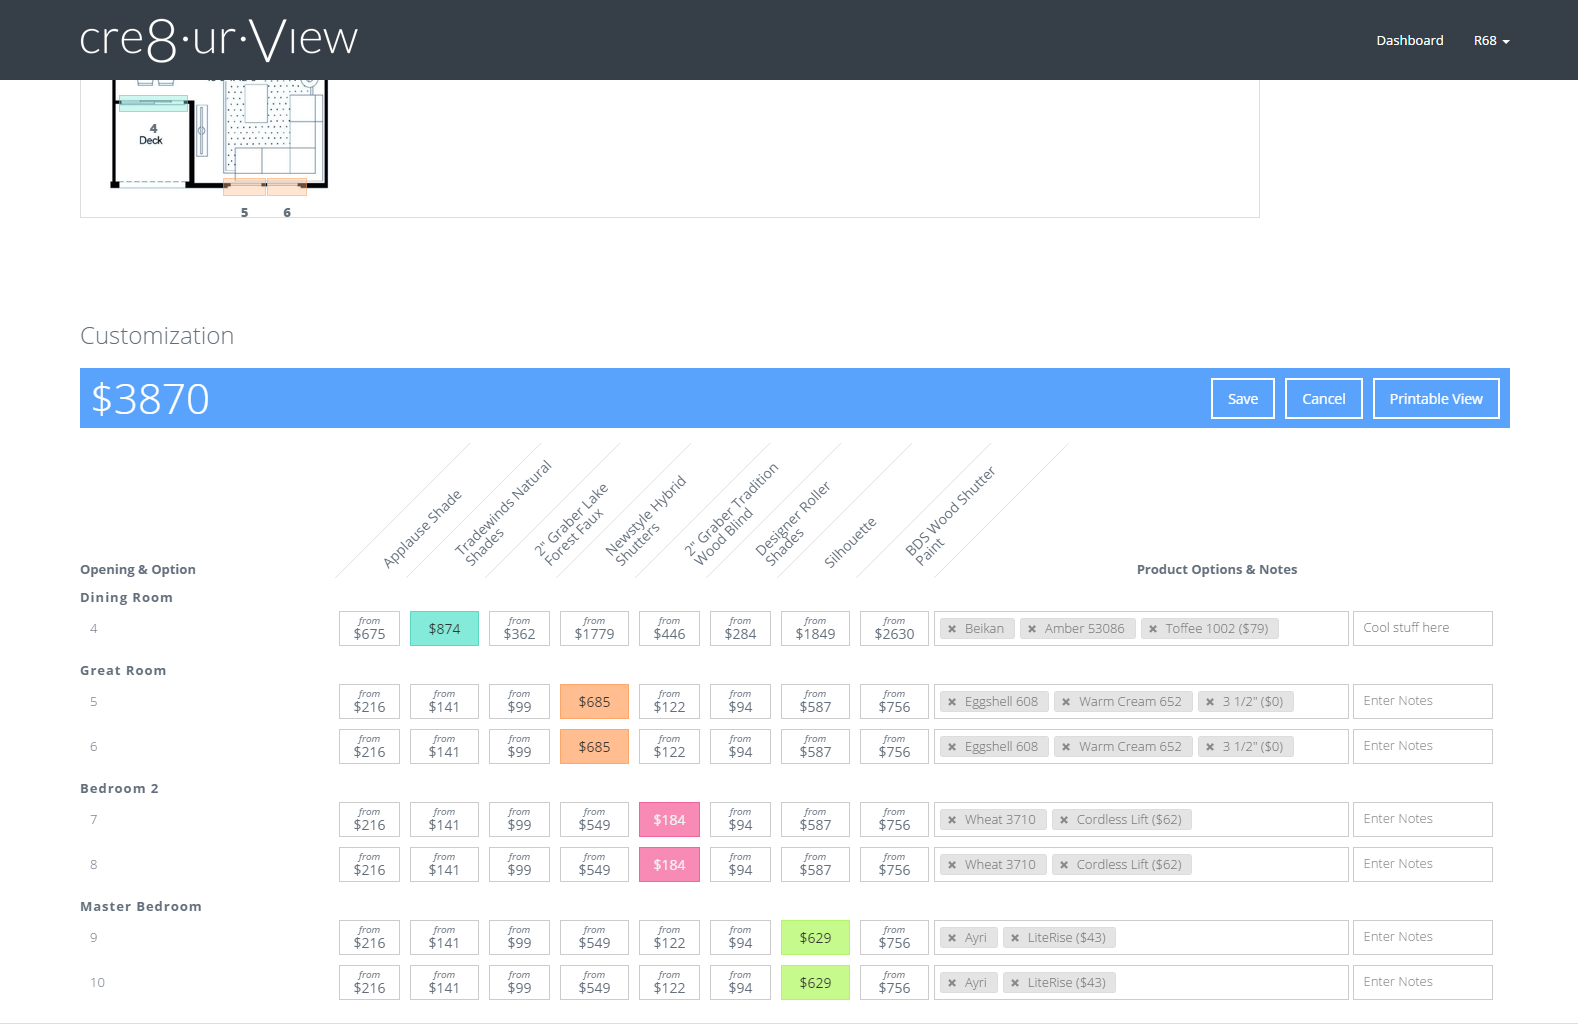 cre8·ur·View
Dashboard R68
4
Deck
5 6
Customization
$3870
Save Cancel Printable View
Applause Shade
Tradewinds Natural
Shades
2" Graber Lake
Forest Faux
Newstyle Hybrid
Shutters
2" Graber Tradition
Wood Blind
Designer Roller
Shades
Silhouette
BDS Wood Shutter
Paint
Opening & Option Product Options & Notes
Dining Room
4 from $675 $874 from $362 from $1779 from $446 from $284 from $1849 from $2630 × Beikan × Amber 53086 × Toffee 1002 ($79) Cool stuff here
Great Room
5 from $216 from $141 from $99 $685 from $122 from $94 from $587 from $756 × Eggshell 608 × Warm Cream 652 × 3 1/2" ($0) Enter Notes
6 from $216 from $141 from $99 $685 from $122 from $94 from $587 from $756 × Eggshell 608 × Warm Cream 652 × 3 1/2" ($0) Enter Notes
Bedroom 2
7 from $216 from $141 from $99 from $549 $184 from $94 from $587 from $756 × Wheat 3710 × Cordless Lift ($62) Enter Notes
8 from $216 from $141 from $99 from $549 $184 from $94 from $587 from $756 × Wheat 3710 × Cordless Lift ($62) Enter Notes
Master Bedroom
9 from $216 from $141 from $99 from $549 from $122 from $94 $629 from $756 × Ayri × LiteRise ($43) Enter Notes
10 from $216 from $141 from $99 from $549 from $122 from $94 $629 from $756 × Ayri × LiteRise ($43) Enter Notes